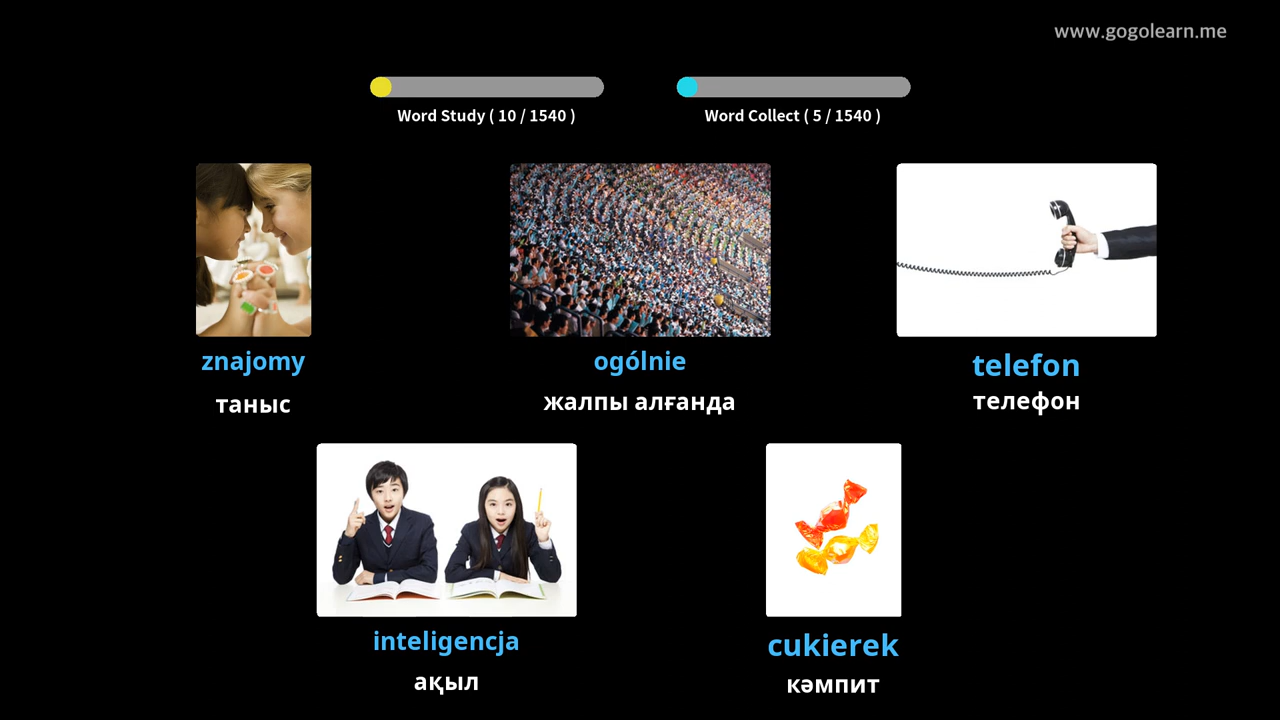 www.gogolearn.me
Word Study ( 10 / 1540 )
Word Collect ( 5 / 1540 )
znajomy
таныс
ogólnie
жалпы алғанда
telefon
телефон
inteligencja
ақыл
cukierek
кәмпит